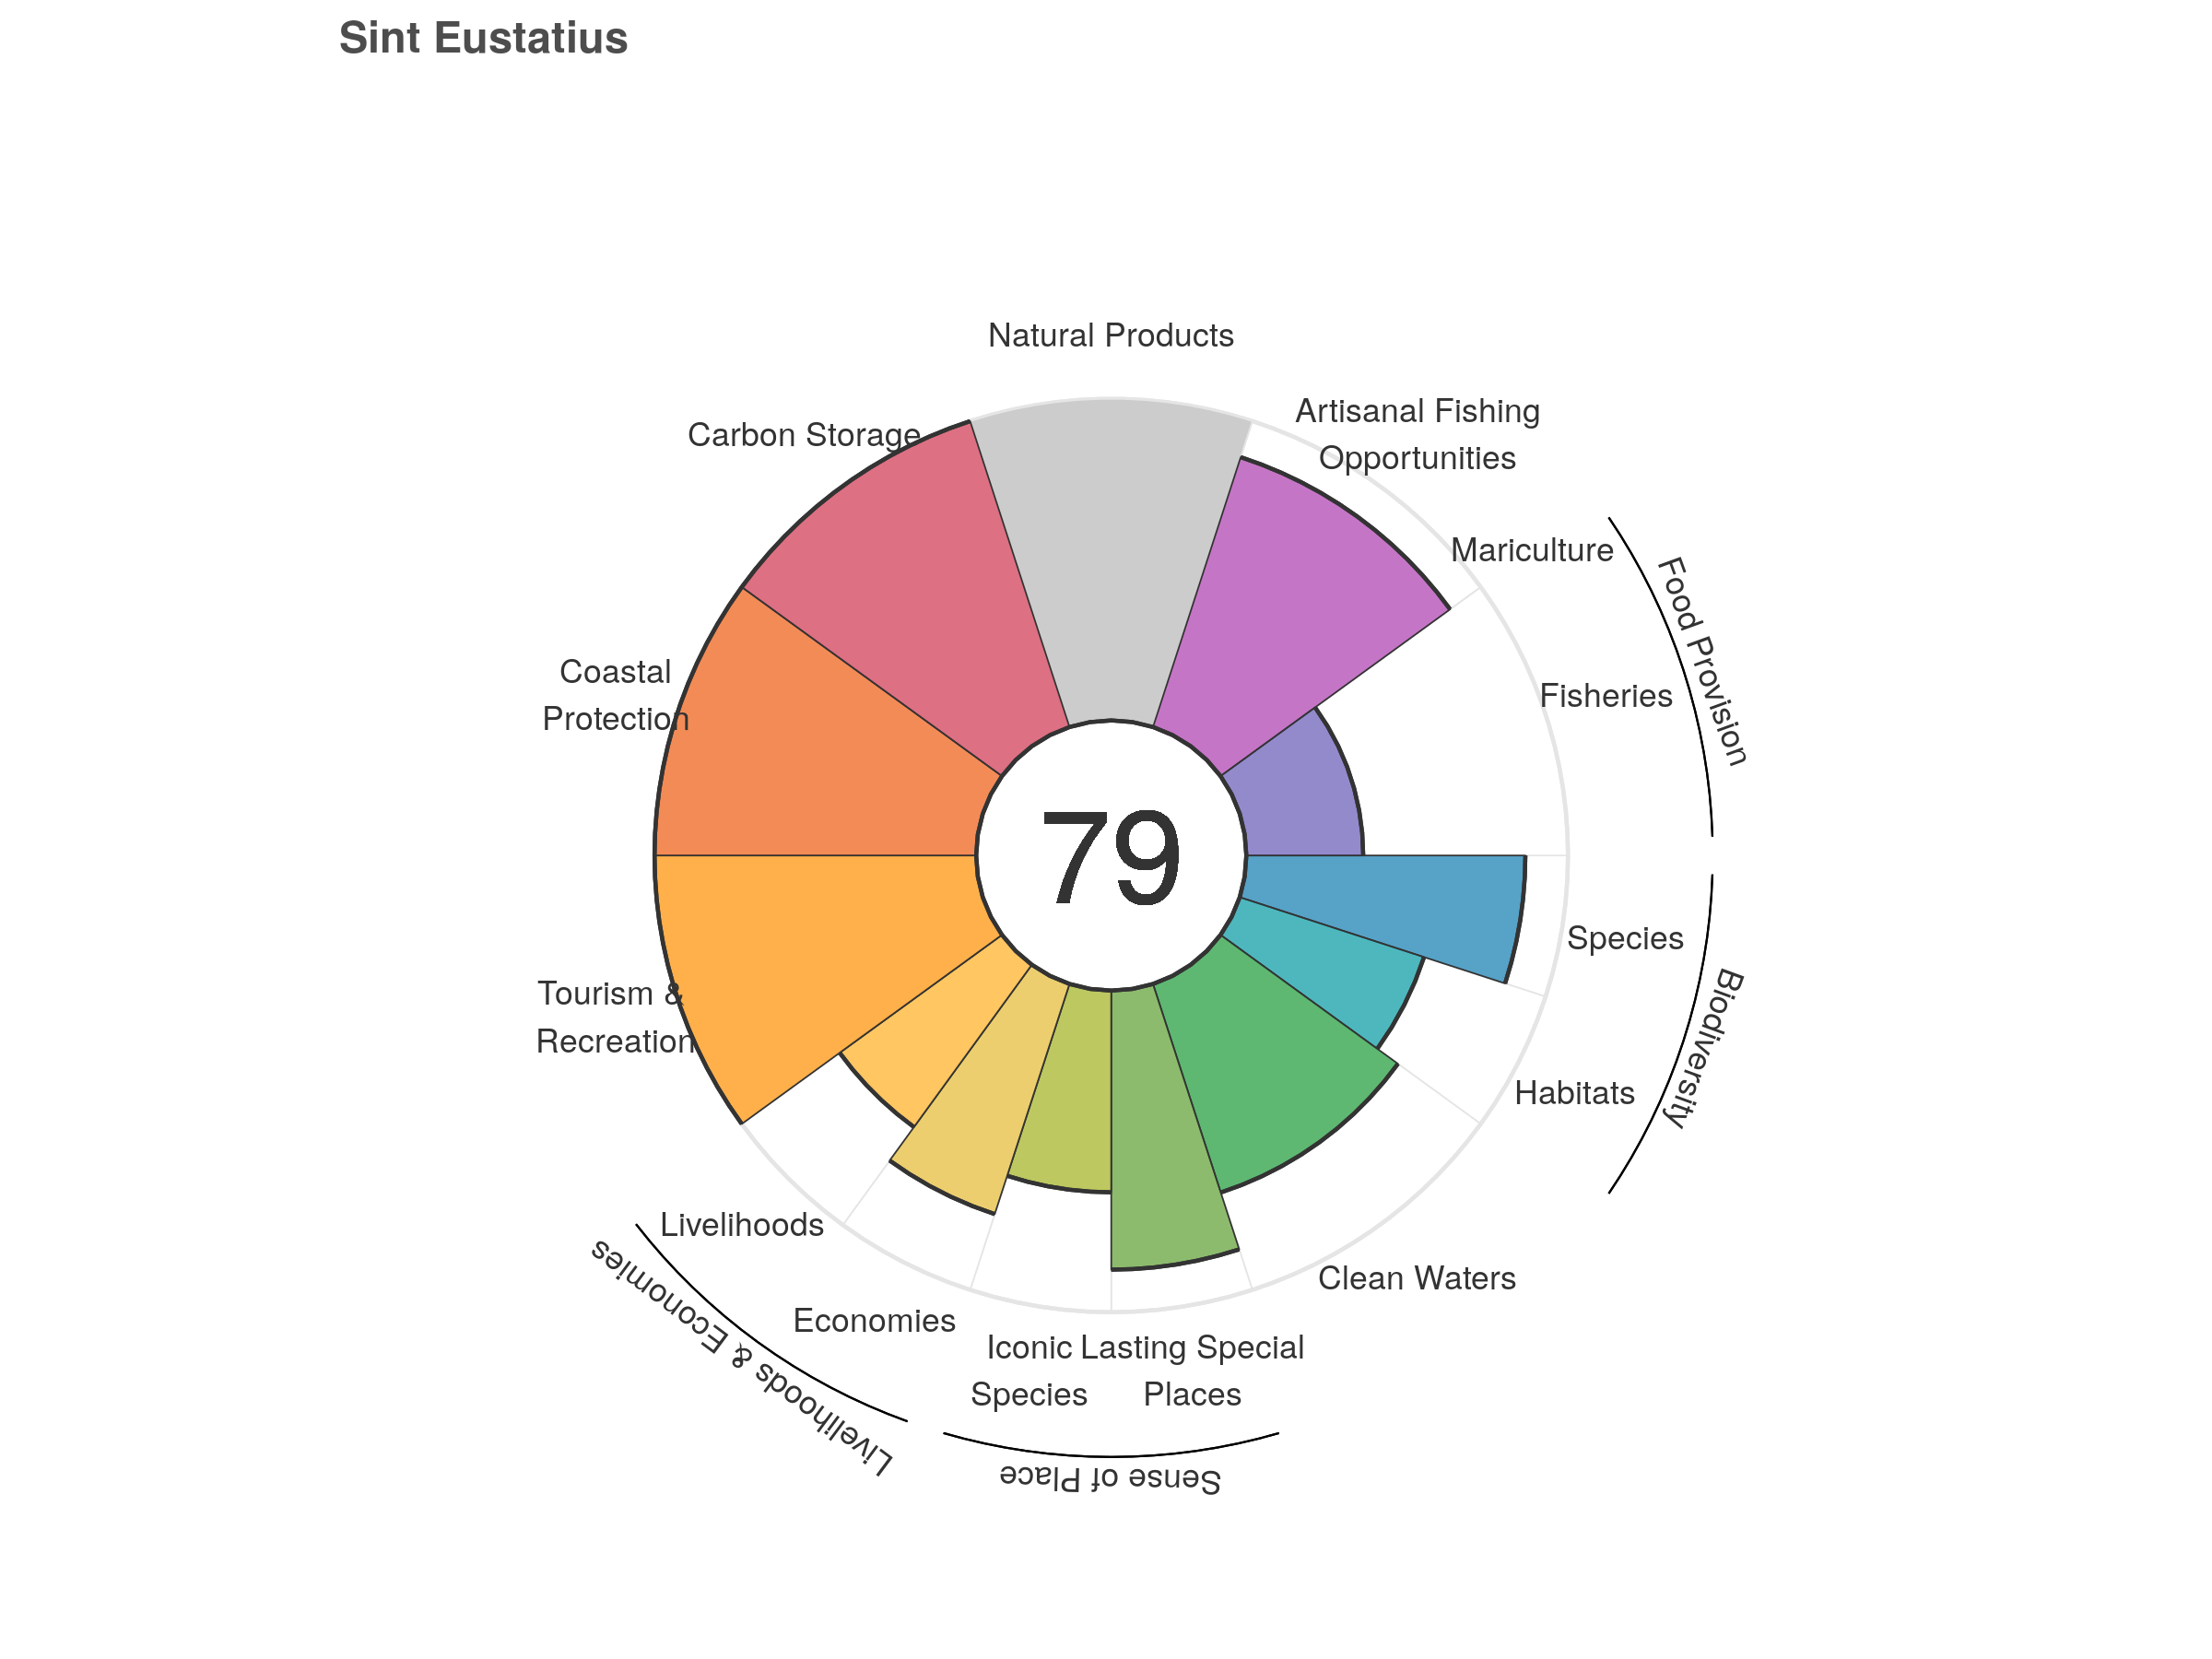 Sint Eustatius
Natural Products
Artisanal Fishing
Opportunities
Carbon Storage
Mariculture
Food Provision
Fisheries
Coastal
Protection
79
Species
Biodiversity
Tourism &
Recreation
Habitats
Livelihoods
Clean Waters
Economies
Livelihoods & Economies
Iconic
Species
Lasting Special
Places
Sense of Place